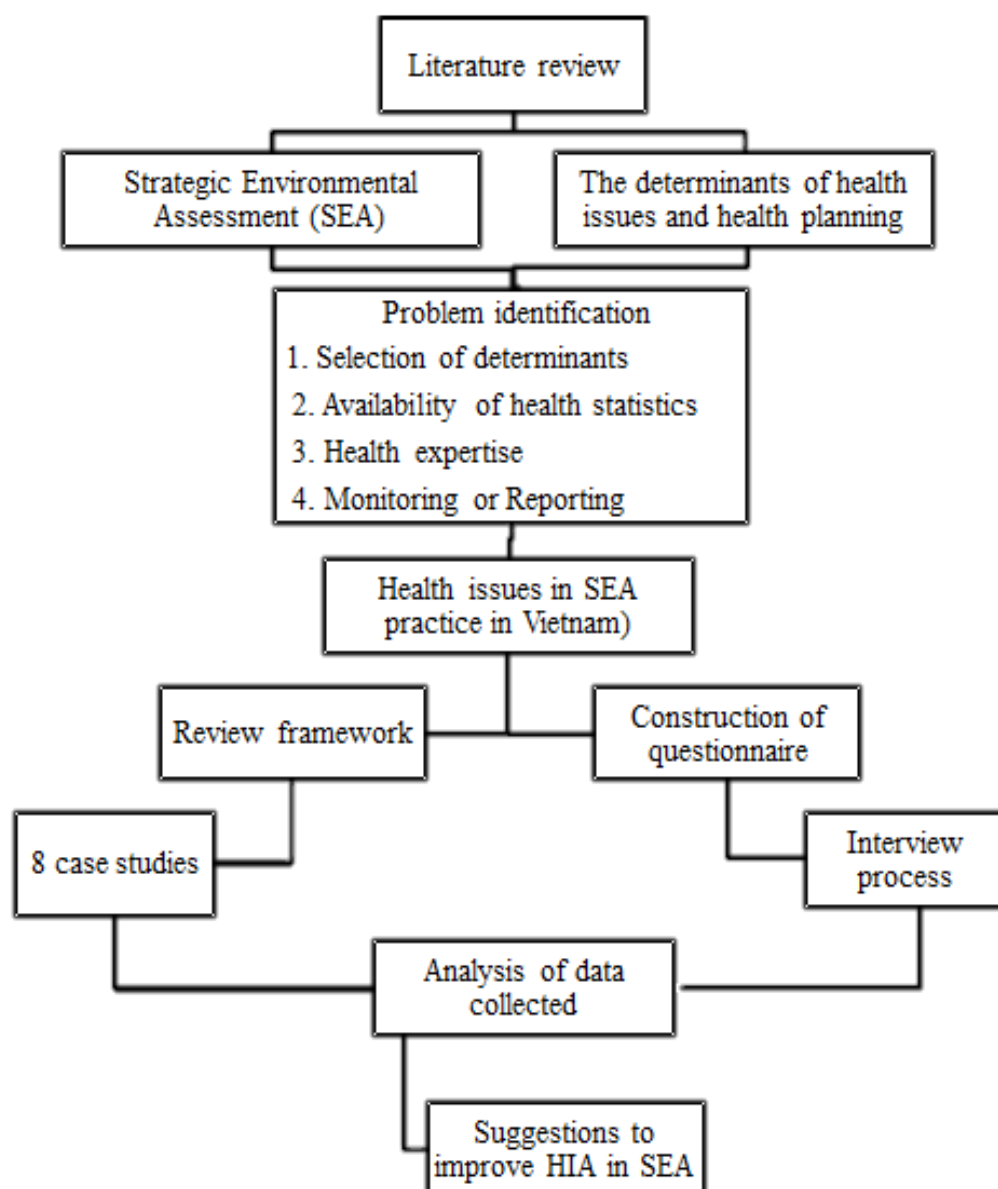 Literature review
Strategic Environmental
Assessment (SEA)
The determinants of health
issues and health planning
Problem identification
1. Selection of determinants
2. Availability of health statistics
3. Health expertise
4. Monitoring or Reporting
Health issues in SEA
practice in Vietnam)
Review framework
Construction of
questionnaire
8 case studies
Interview
process
Analysis of data
collected
Suggestions to
improve HIA in SEA